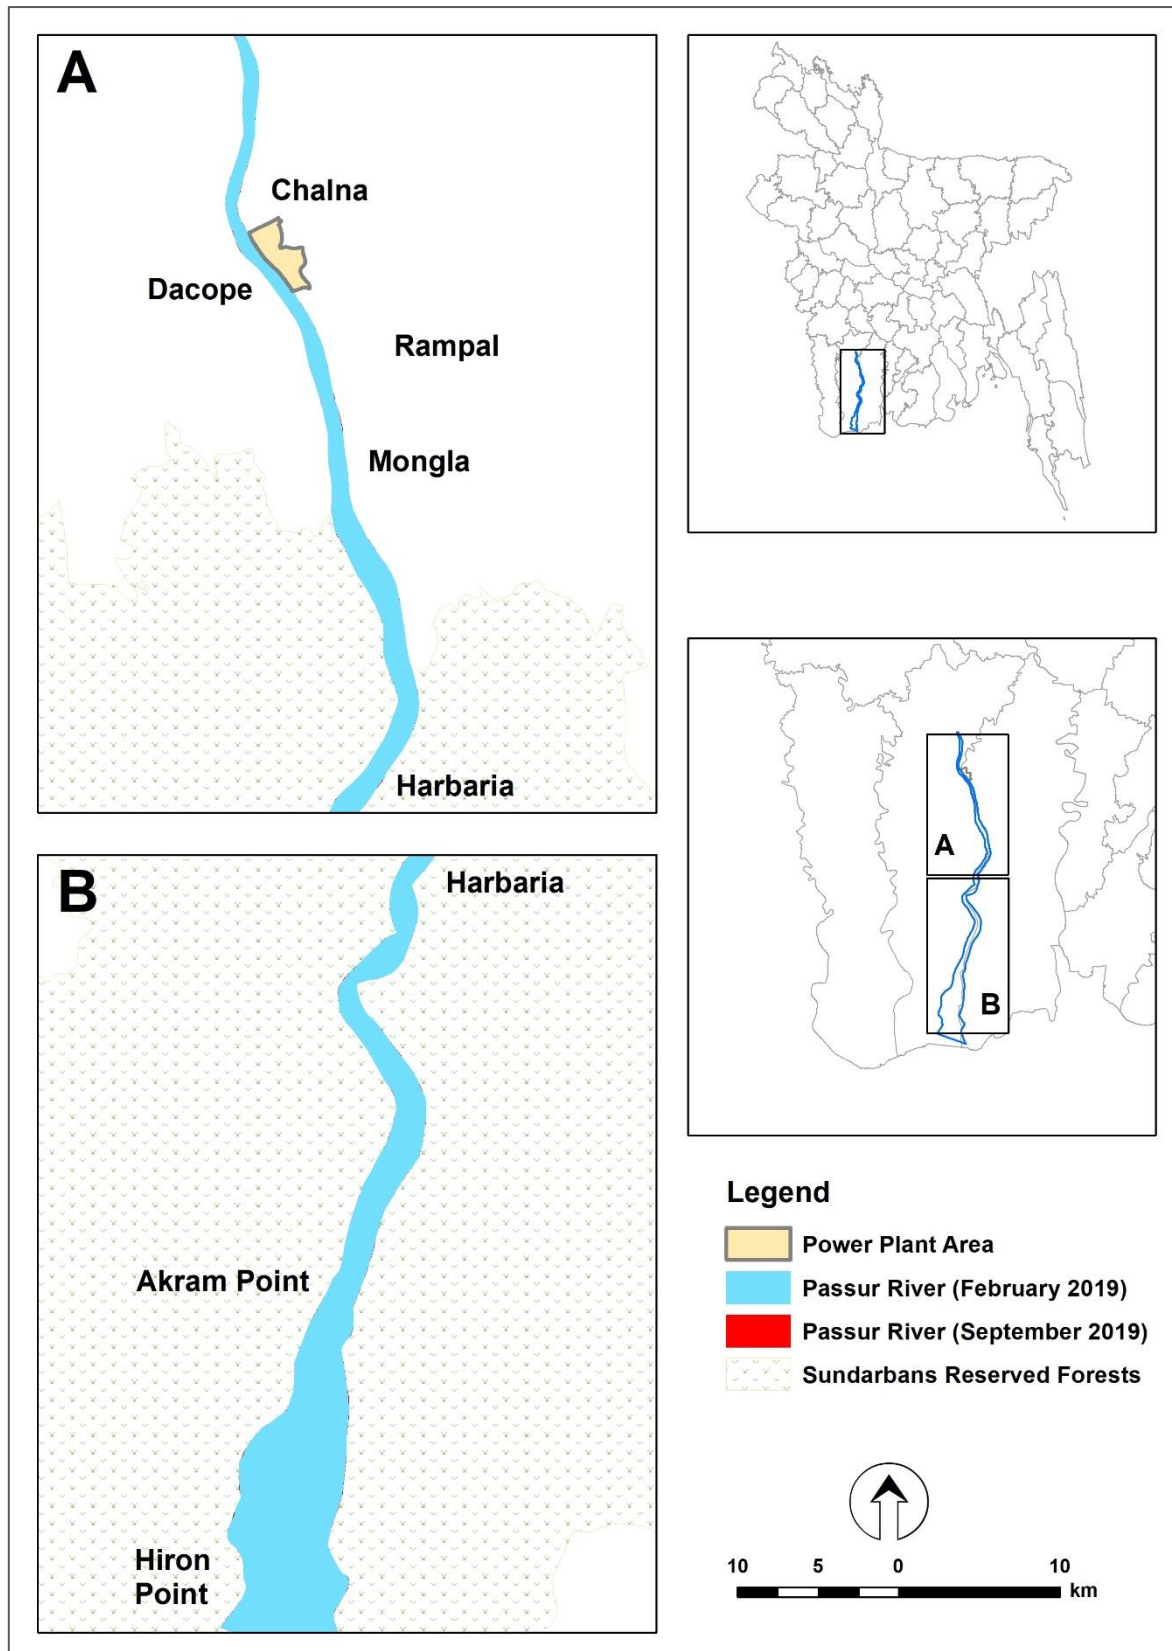 A
Chalna
Dacope
Rampal
Mongla
Harbaria
B
Harbaria
Akram Point
Hiron
Point
A
B
Legend
Power Plant Area
Passur River (February 2019)
Passur River (September 2019)
Sundarbans Reserved Forests
10 5 0 10
km